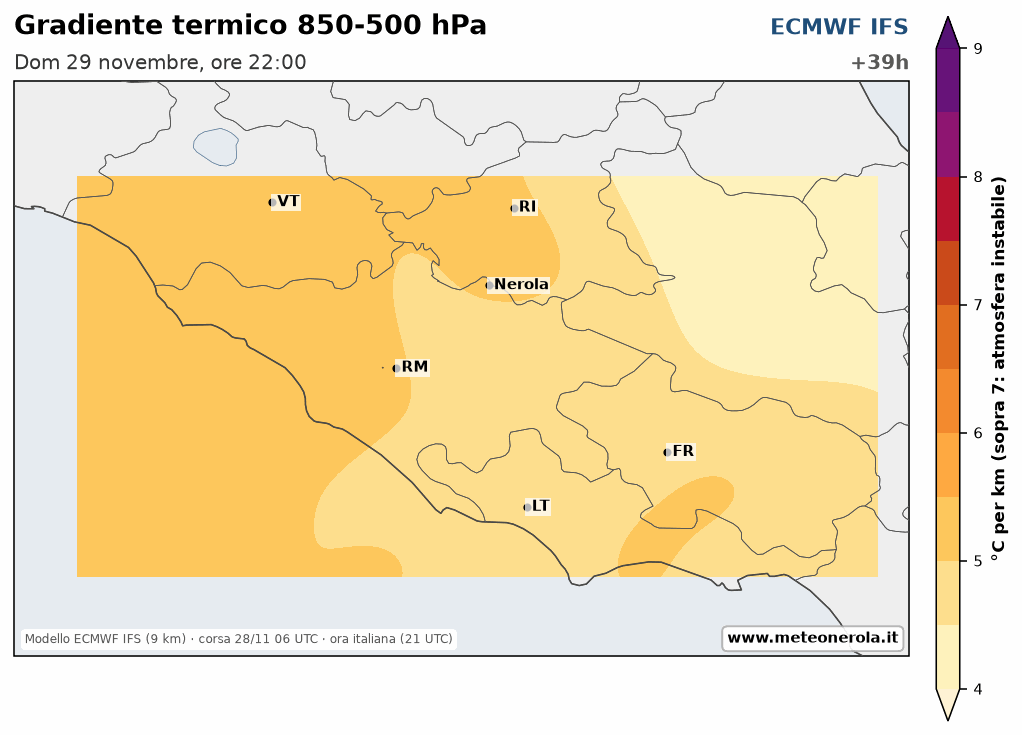 Gradiente termico 850-500 hPa
ECMWF IFS
Dom 29 novembre, ore 22:00
+39h
VT
RI
Nerola
RM
FR
LT
9
8
7
6
5
4
°C per km (sopra 7: atmosfera instabile)
Modello ECMWF IFS (9 km) · corsa 28/11 06 UTC · ora italiana (21 UTC)
www.meteonerola.it